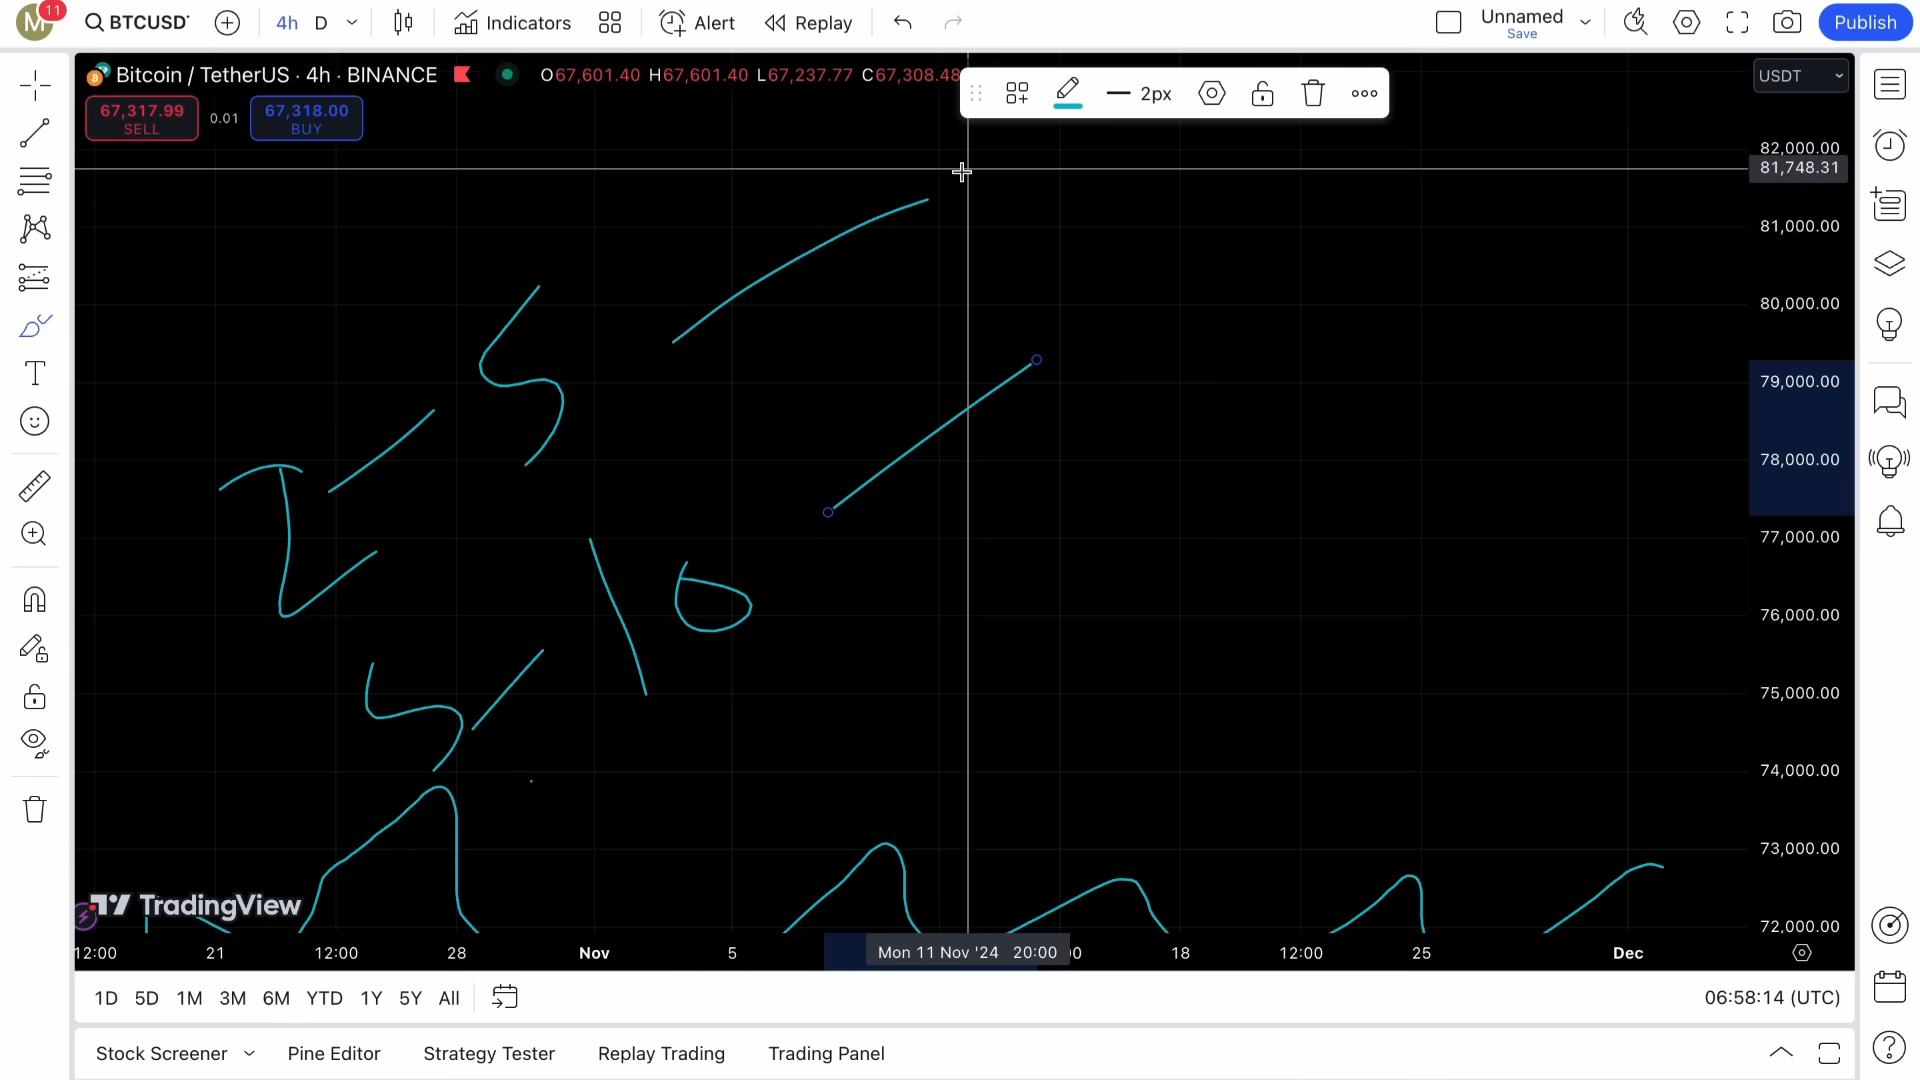 M 11 BTCUSD 4h D Indicators Alert Replay Unnamed Save Publish
Bitcoin / TetherUS · 4h · BINANCE O67,601.40 H67,601.40 L67,237.77 C67,308.48
2px
USDT
67,317.99 SELL 0.01 67,318.00 BUY
82,000.00
81,748.31
81,000.00
80,000.00
79,000.00
78,000.00
77,000.00
76,000.00
75,000.00
74,000.00
73,000.00
72,000.00
TradingView
12:00 21 12:00 28 Nov 5 Mon 11 Nov '24 20:00 18 12:00 25 Dec
1D 5D 1M 3M 6M YTD 1Y 5Y All 06:58:14 (UTC)
Stock Screener Pine Editor Strategy Tester Replay Trading Trading Panel